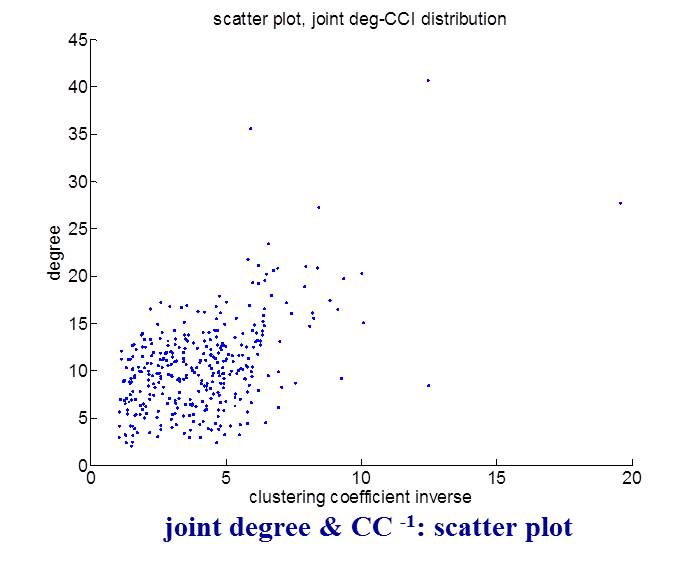 scatter plot, joint deg-CCI distribution
45
40
35
30
25
20
15
10
5
0
degree
0 5 10 15 20
clustering coefficient inverse
joint degree & CC -1: scatter plot